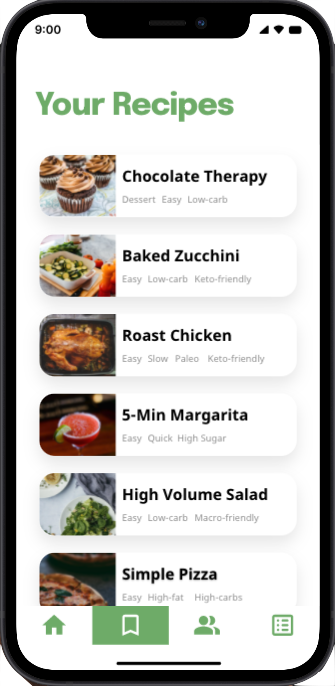 9:00
Your Recipes
Chocolate Therapy
Dessert Easy Low-carb
Baked Zucchini
Easy Low-carb Keto-friendly
Roast Chicken
Easy Slow Paleo Keto-friendly
5-Min Margarita
Easy Quick High Sugar
High Volume Salad
Easy Low-carb Macro-friendly
Simple Pizza
Easy High-fat High-carbs